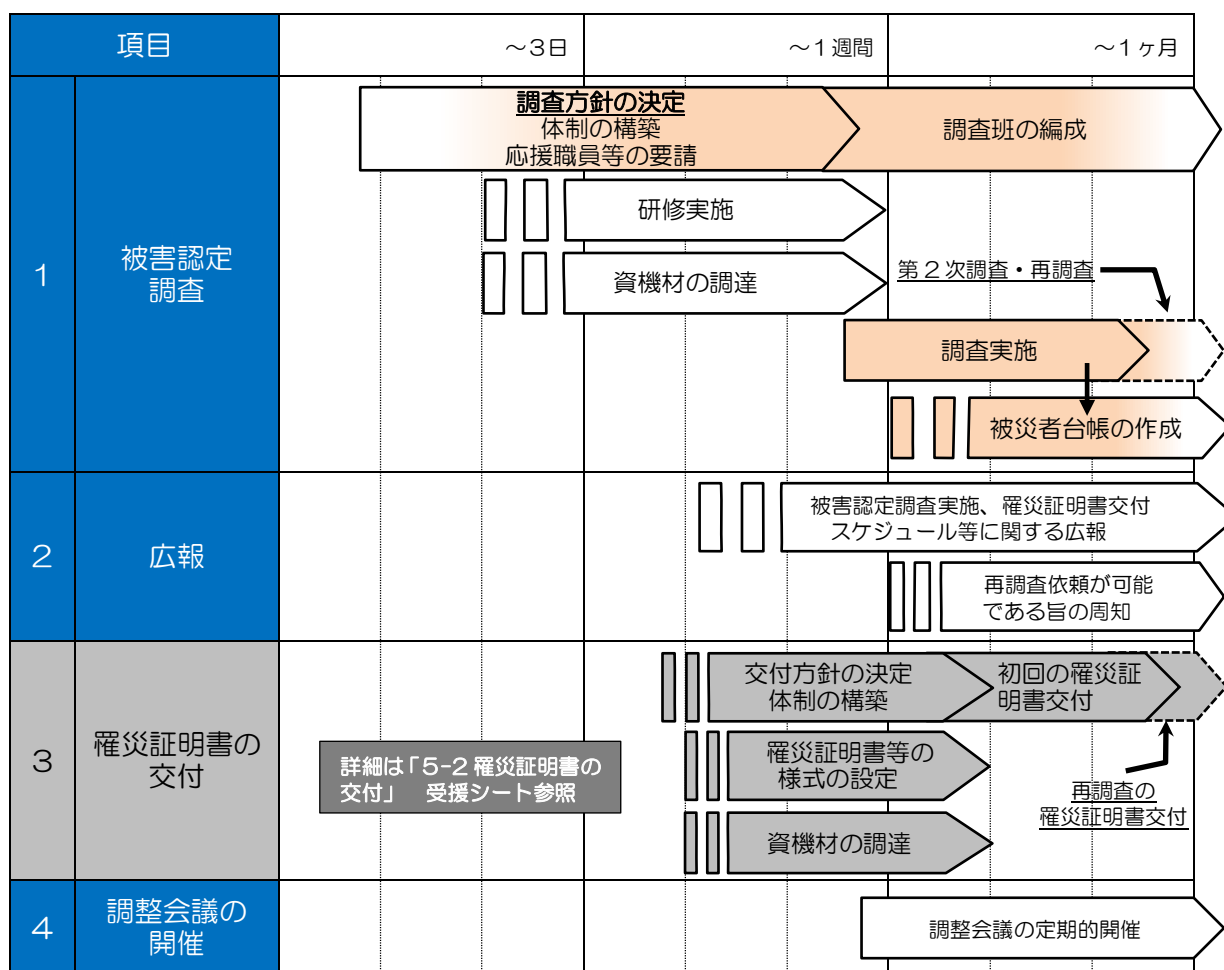 項目
～3日
～1週間
～1ヶ月
1
被害認定
調査
調査方針の決定
体制の構築
応援職員等の要請
調査班の編成
研修実施
資機材の調達
第2次調査・再調査
調査実施
被災者台帳の作成
2
広報
被害認定調査実施、罹災証明書交付
スケジュール等に関する広報
再調査依頼が可能
である旨の周知
3
罹災証明書の
交付
詳細は「5-2 罹災証明書の
交付」 受援シート参照
交付方針の決定
体制の構築
初回の罹災証
明書交付
罹災証明書等の
様式の設定
再調査の
罹災証明書交付
資機材の調達
4
調整会議の
開催
調整会議の定期的開催